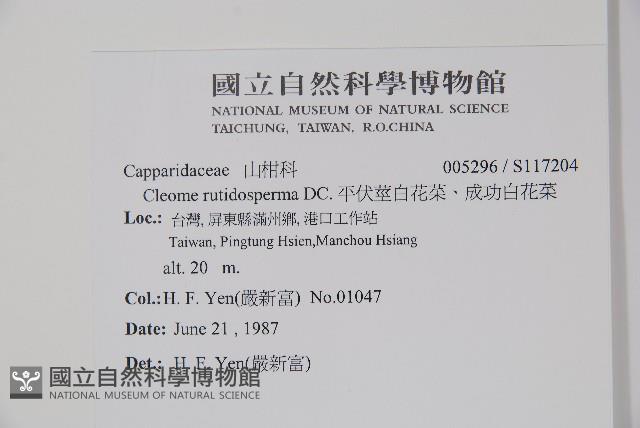 國立自然科學博物館
NATIONAL MUSEUM OF NATURAL SCIENCE
TAICHUNG, TAIWAN, R.O.CHINA
Capparidaceae 山柑科 005296 / S117204
Cleome rutidosperma DC. 平伏莖白花菜、成功白花菜
Loc.: 台灣, 屏東縣滿州鄉, 港口工作站
Taiwan, Pingtung Hsien,Manchou Hsiang
alt. 20 m.
Col.: H. F. Yen(嚴新富) No.01047
Date: June 21 , 1987
Det.: H. F. Yen(嚴新富)
國立自然科學博物館
NATIONAL MUSEUM OF NATURAL SCIENCE